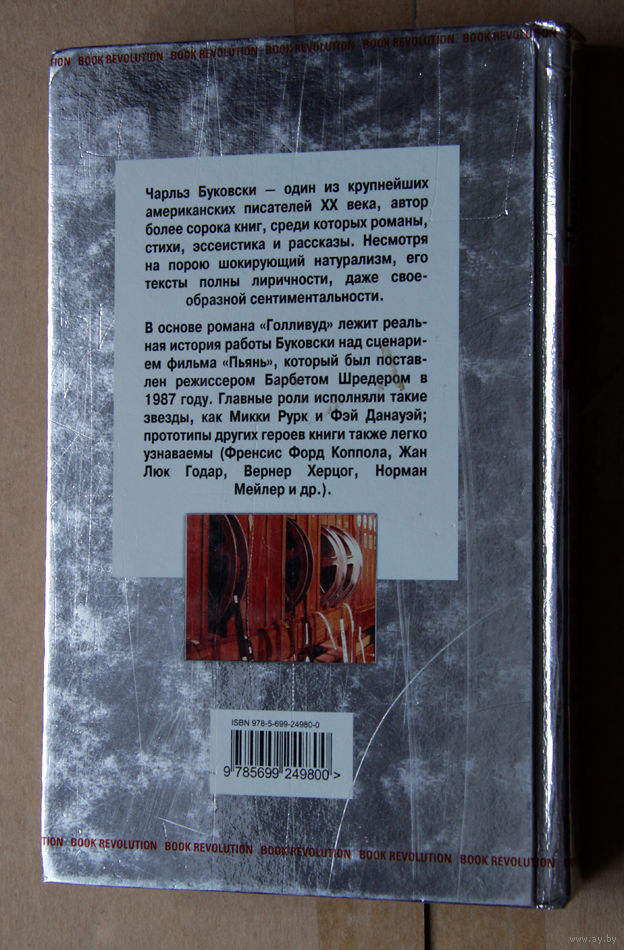 TION BOOK REVOLUTION BOOK REVOLUTION BOOK REVOLUTION BOOK REVOLUTION BOOK REVOLUTION
Чарльз Буковски — один из крупнейших
американских писателей XX века, автор
более сорока книг, среди которых романы,
стихи, эссеистика и рассказы. Несмотря
на порою шокирующий натурализм, его
тексты полны лиричности, даже свое-
образной сентиментальности.
В основе романа «Голливуд» лежит реаль-
ная история работы Буковски над сценари-
ем фильма «Пьянь», который был постав-
лен режиссером Барбетом Шредером в
1987 году. Главные роли исполняли такие
звезды, как Микки Рурк и Фэй Данауэй;
прототипы других героев книги также легко
узнаваемы (Френсис Форд Коппола, Жан
Люк Годар, Вернер Херцог, Норман
Мейлер и др.).
ISBN 978-5-699-24980-0
9 785699 249800 >
TION BOOK REVOLUTION BOOK REVOLUTION BOOK REVOLUTION BOOK REVOLUTION BOOK REVOLUTION
www.ay.by